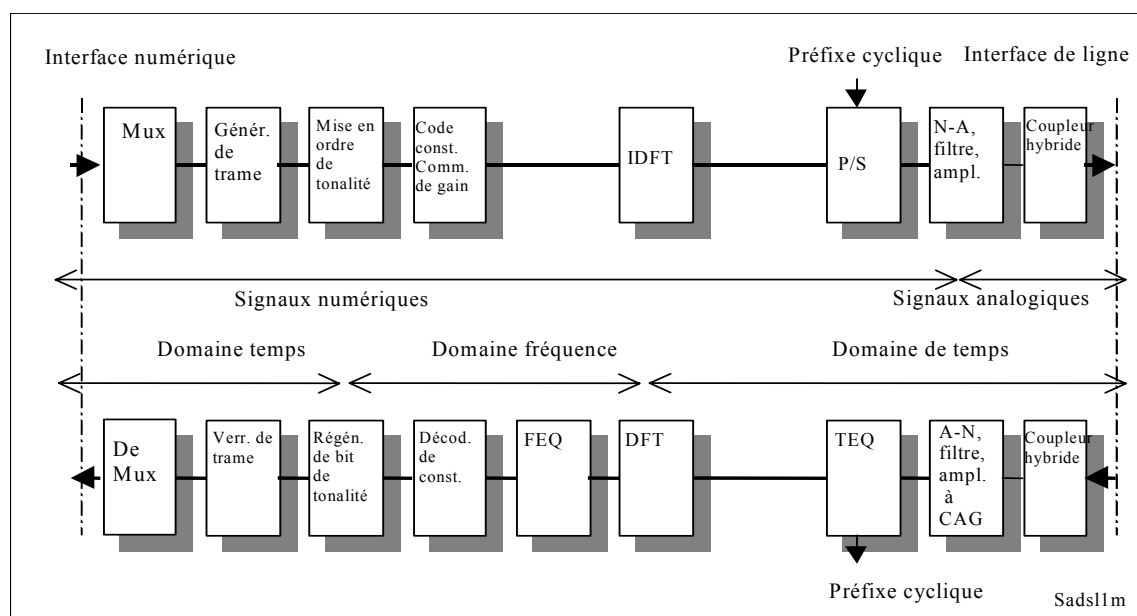 Préfixe cyclique
Interface de ligne
Interface numérique
Mux
Génér.
de
trame
Mise en
ordre
de
tonalité
Code
const.
Comm.
de gain
IDFT
P/S
N-A,
filtre,
ampl.
Coupleur
hybride
Signaux numériques
Signaux analogiques
Domaine temps
Domaine fréquence
Domaine de temps
De
Mux
Verr. de
trame
Régén.
de bit
de
tonalité
Décod.
de
const.
FEQ
DFT
TEQ
A-N,
filtre,
ampl.
à
CAG
Coupleur
hybride
Préfixe cyclique
Sadsl1m